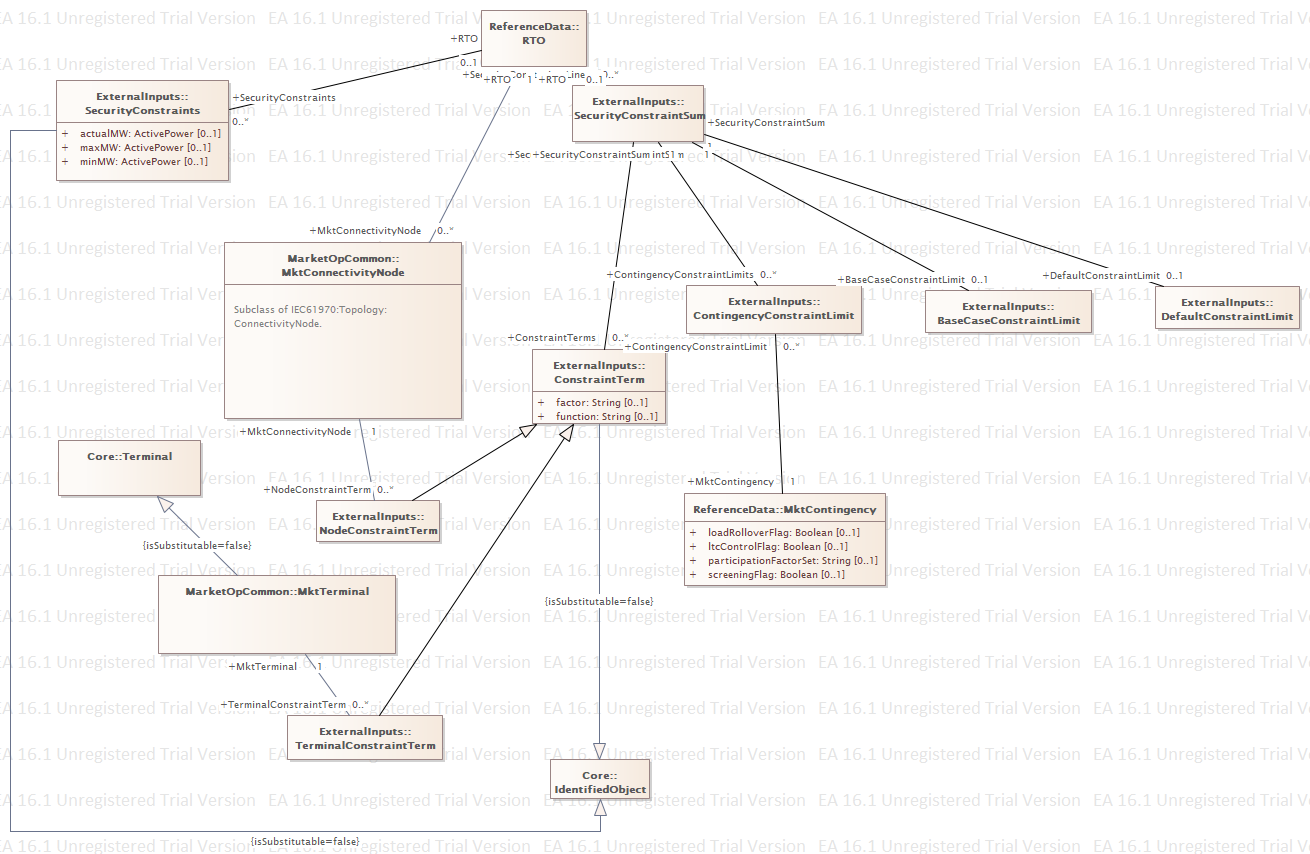 ReferenceData::
RTO
+RTO
0..1
+RTO
1
+RTO
0..1
0..*
ExternalInputs::
SecurityConstraints
+ actualMW: ActivePower [0..1]
+ maxMW: ActivePower [0..1]
+ minMW: ActivePower [0..1]
+SecurityConstraints
0..*
ExternalInputs::
SecurityConstraintSum
+SecurityConstraintSum
1
+SecurityConstraintSum
1
+MktConnectivityNode 0..*
MarketOpCommon::
MktConnectivityNode
Subclass of IEC61970:Topology:
ConnectivityNode.
+ContingencyConstraintLimits 0..*
+BaseCaseConstraintLimit 0..1
+DefaultConstraintLimit 0..1
ExternalInputs::
ContingencyConstraintLimit
ExternalInputs::
BaseCaseConstraintLimit
ExternalInputs::
DefaultConstraintLimit
+ConstraintTerms 0..*
+ContingencyConstraintLimit 0..*
ExternalInputs::
ConstraintTerm
+ factor: String [0..1]
+ function: String [0..1]
+MktConnectivityNode 1
Core::Terminal
+NodeConstraintTerm 0..*
ExternalInputs::
NodeConstraintTerm
+MktContingency 1
ReferenceData::MktContingency
+ loadRolloverFlag: Boolean [0..1]
+ ltcControlFlag: Boolean [0..1]
+ participationFactorSet: String [0..1]
+ screeningFlag: Boolean [0..1]
{isSubstitutable=false}
MarketOpCommon::MktTerminal
{isSubstitutable=false}
+MktTerminal 1
+TerminalConstraintTerm 0..*
ExternalInputs::
TerminalConstraintTerm
Core::
IdentifiedObject
{isSubstitutable=false}
EA 16.1 Unregistered Trial Version